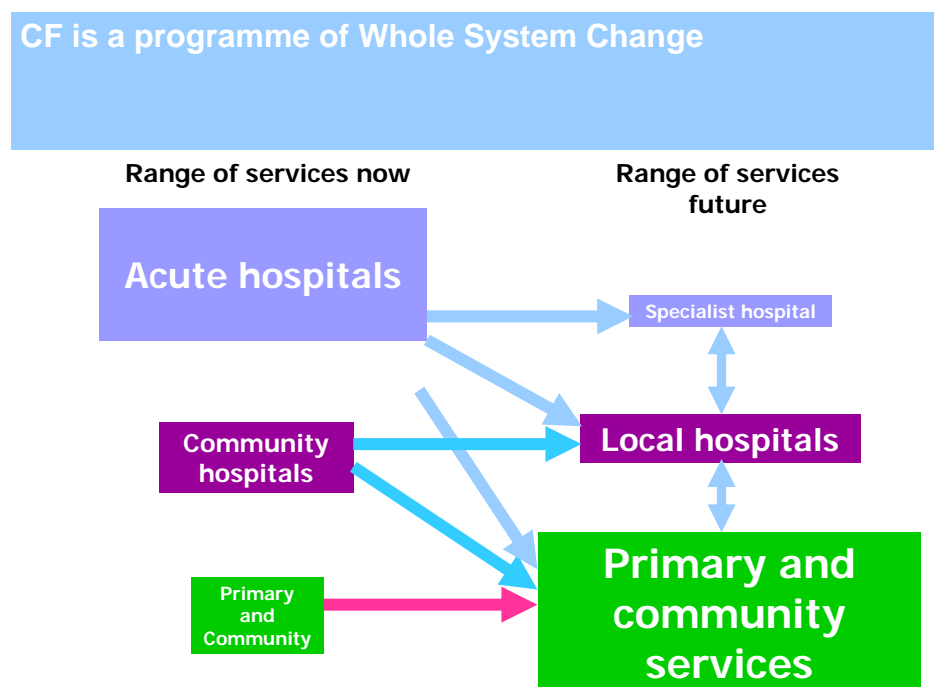 CF is a programme of Whole System Change
Range of services now
Range of services
future
Acute hospitals
Specialist hospital
Community
hospitals
Local hospitals
Primary
and
Community
Primary and
community
services